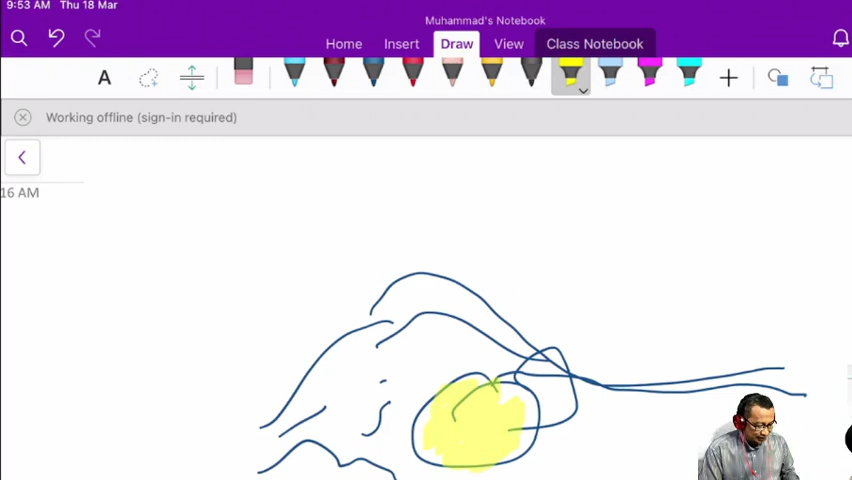 9:53 AM Thu 18 Mar
Muhammad's Notebook
Home Insert Draw View Class Notebook
A
Working offline (sign-in required)
16 AM